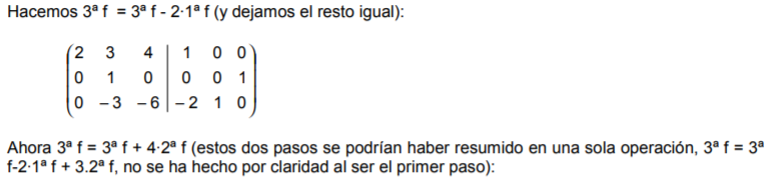 Hacemos 3ª f = 3ª f - 2·1ª f (y dejamos el resto igual):
2 3 4 | 1 0 0
0 1 0 | 0 0 1
0 -3 -6 | -2 1 0
Ahora 3ª f = 3ª f + 4·2ª f (estos dos pasos se podrían haber resumido en una sola operación, 3ª f = 3ª
f-2·1ª f + 3.2ª f, no se ha hecho por claridad al ser el primer paso):